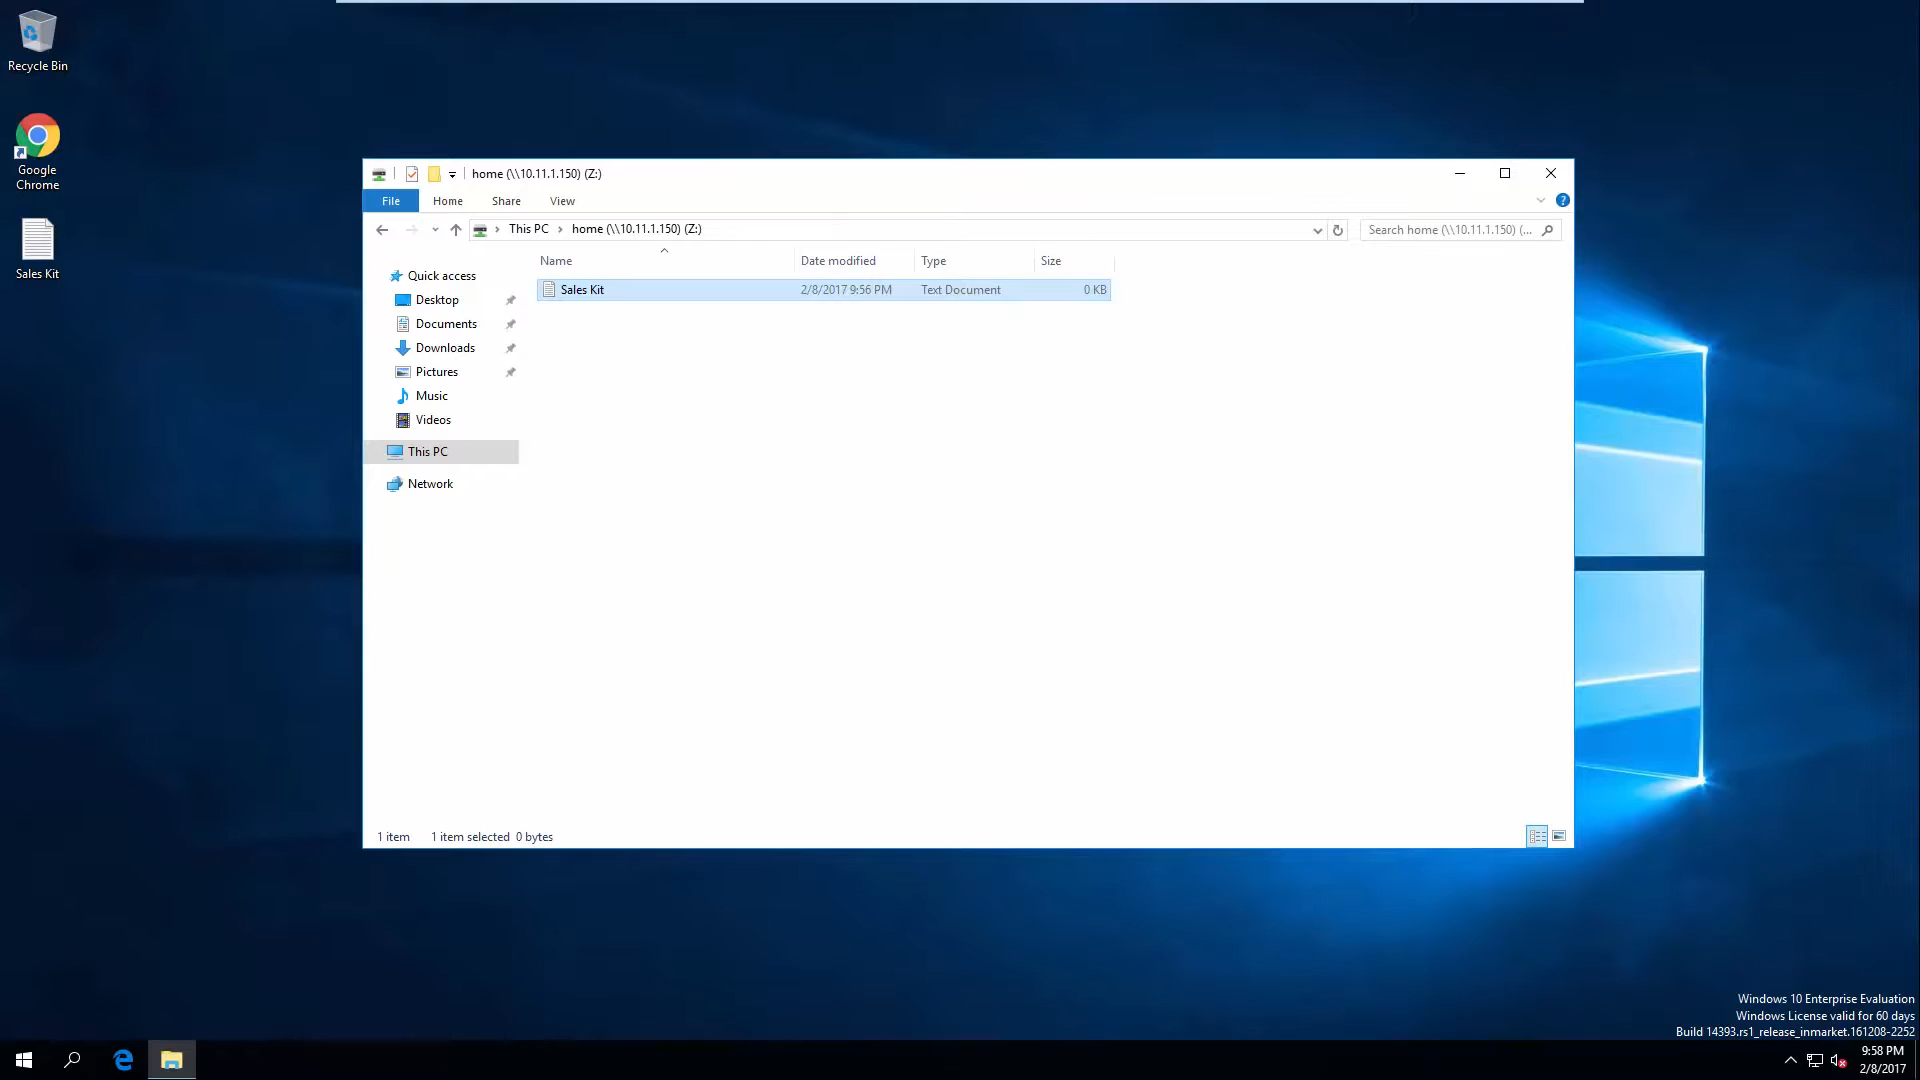 Recycle Bin
Google
Chrome
Sales Kit
home (\\10.11.1.150) (Z:)
File Home Share View
This PC home (\\10.11.1.150) (Z:) Search home (\\10.11.1.150) (...
Name Date modified Type Size
Sales Kit 2/8/2017 9:56 PM Text Document 0 KB
Quick access
Desktop
Documents
Downloads
Pictures
Music
Videos
This PC
Network
1 item 1 item selected 0 bytes
Windows 10 Enterprise Evaluation
Windows License valid for 60 days
Build 14393.rs1_release_inmarket.161208-2252
9:58 PM
2/8/2017